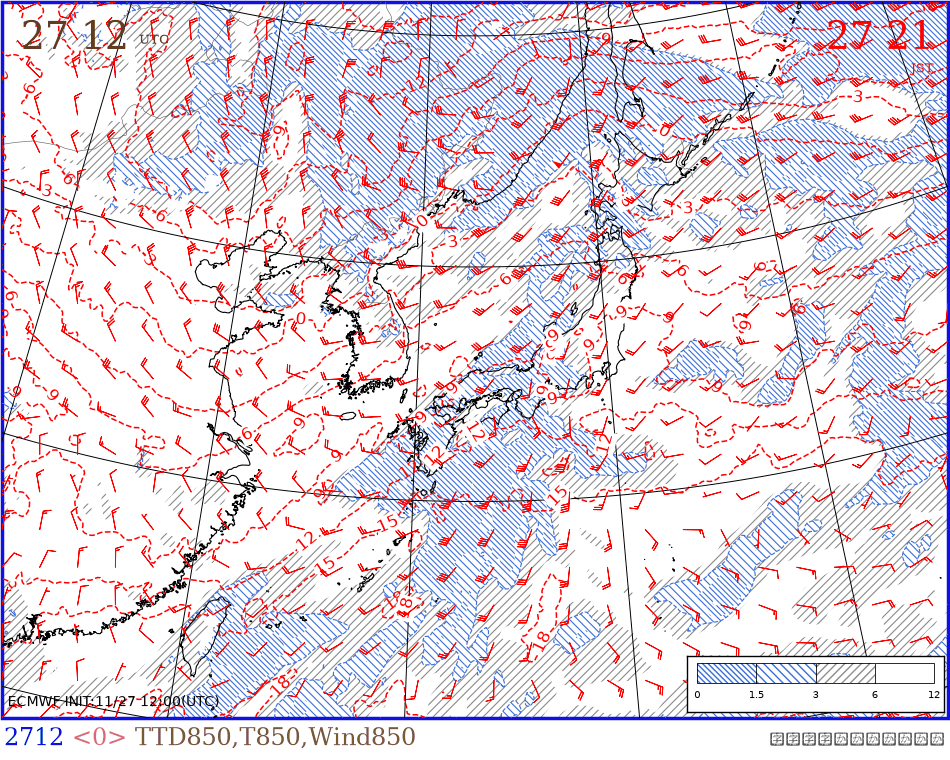 27 12 UTC
27 21
JST
ECMWF INIT:11/27-12:00(UTC)
0 1.5 3 6 12
2712 <0> TTD850,T850,Wind850